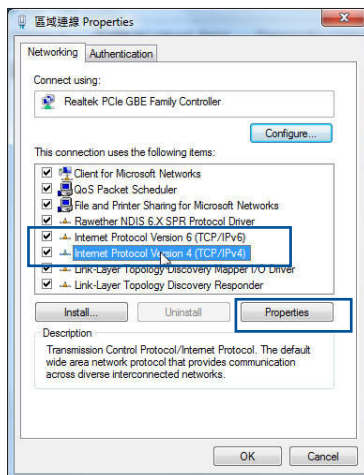 區域連線 Properties
Networking
Authentication
Connect using:
Realtek PCIe GBE Family Controller
Configure...
This connection uses the following items:
Client for Microsoft Networks
QoS Packet Scheduler
File and Printer Sharing for Microsoft Networks
Rawether NDIS 6.X SPR Protocol Driver
Internet Protocol Version 6 (TCP/IPv6)
Internet Protocol Version 4 (TCP/IPv4)
Link-Layer Topology Discovery Mapper I/O Driver
Link-Layer Topology Discovery Responder
Install...
Uninstall
Properties
Description
Transmission Control Protocol/Internet Protocol. The default
wide area network protocol that provides communication
across diverse interconnected networks.
OK
Cancel